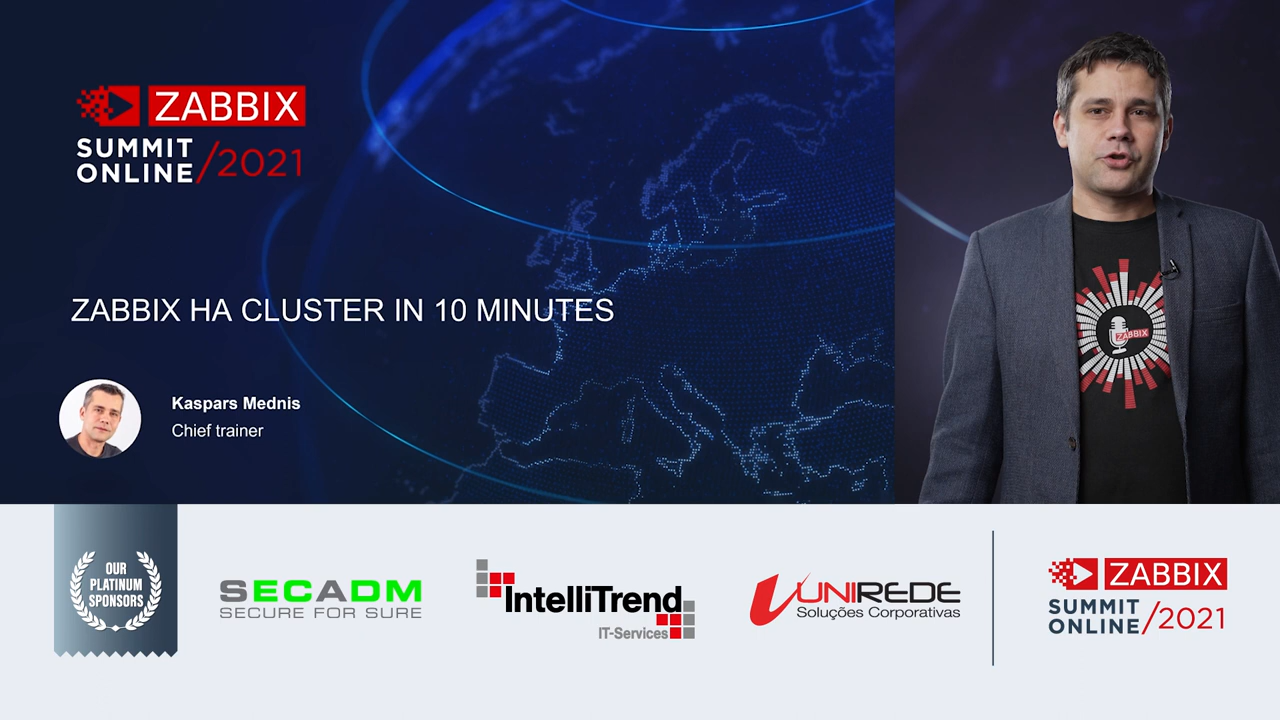 ZABBIX
SUMMIT
ONLINE/2021
ZABBIX HA CLUSTER IN 10 MINUTES
Kaspars Mednis
Chief trainer
ZABBIX
OUR
PLATINUM
SPONSORS
SECADM
SECURE FOR SURE
IntelliTrend
IT-Services
UNIREDE
Soluções Corporativas
ZABBIX
SUMMIT
ONLINE/2021